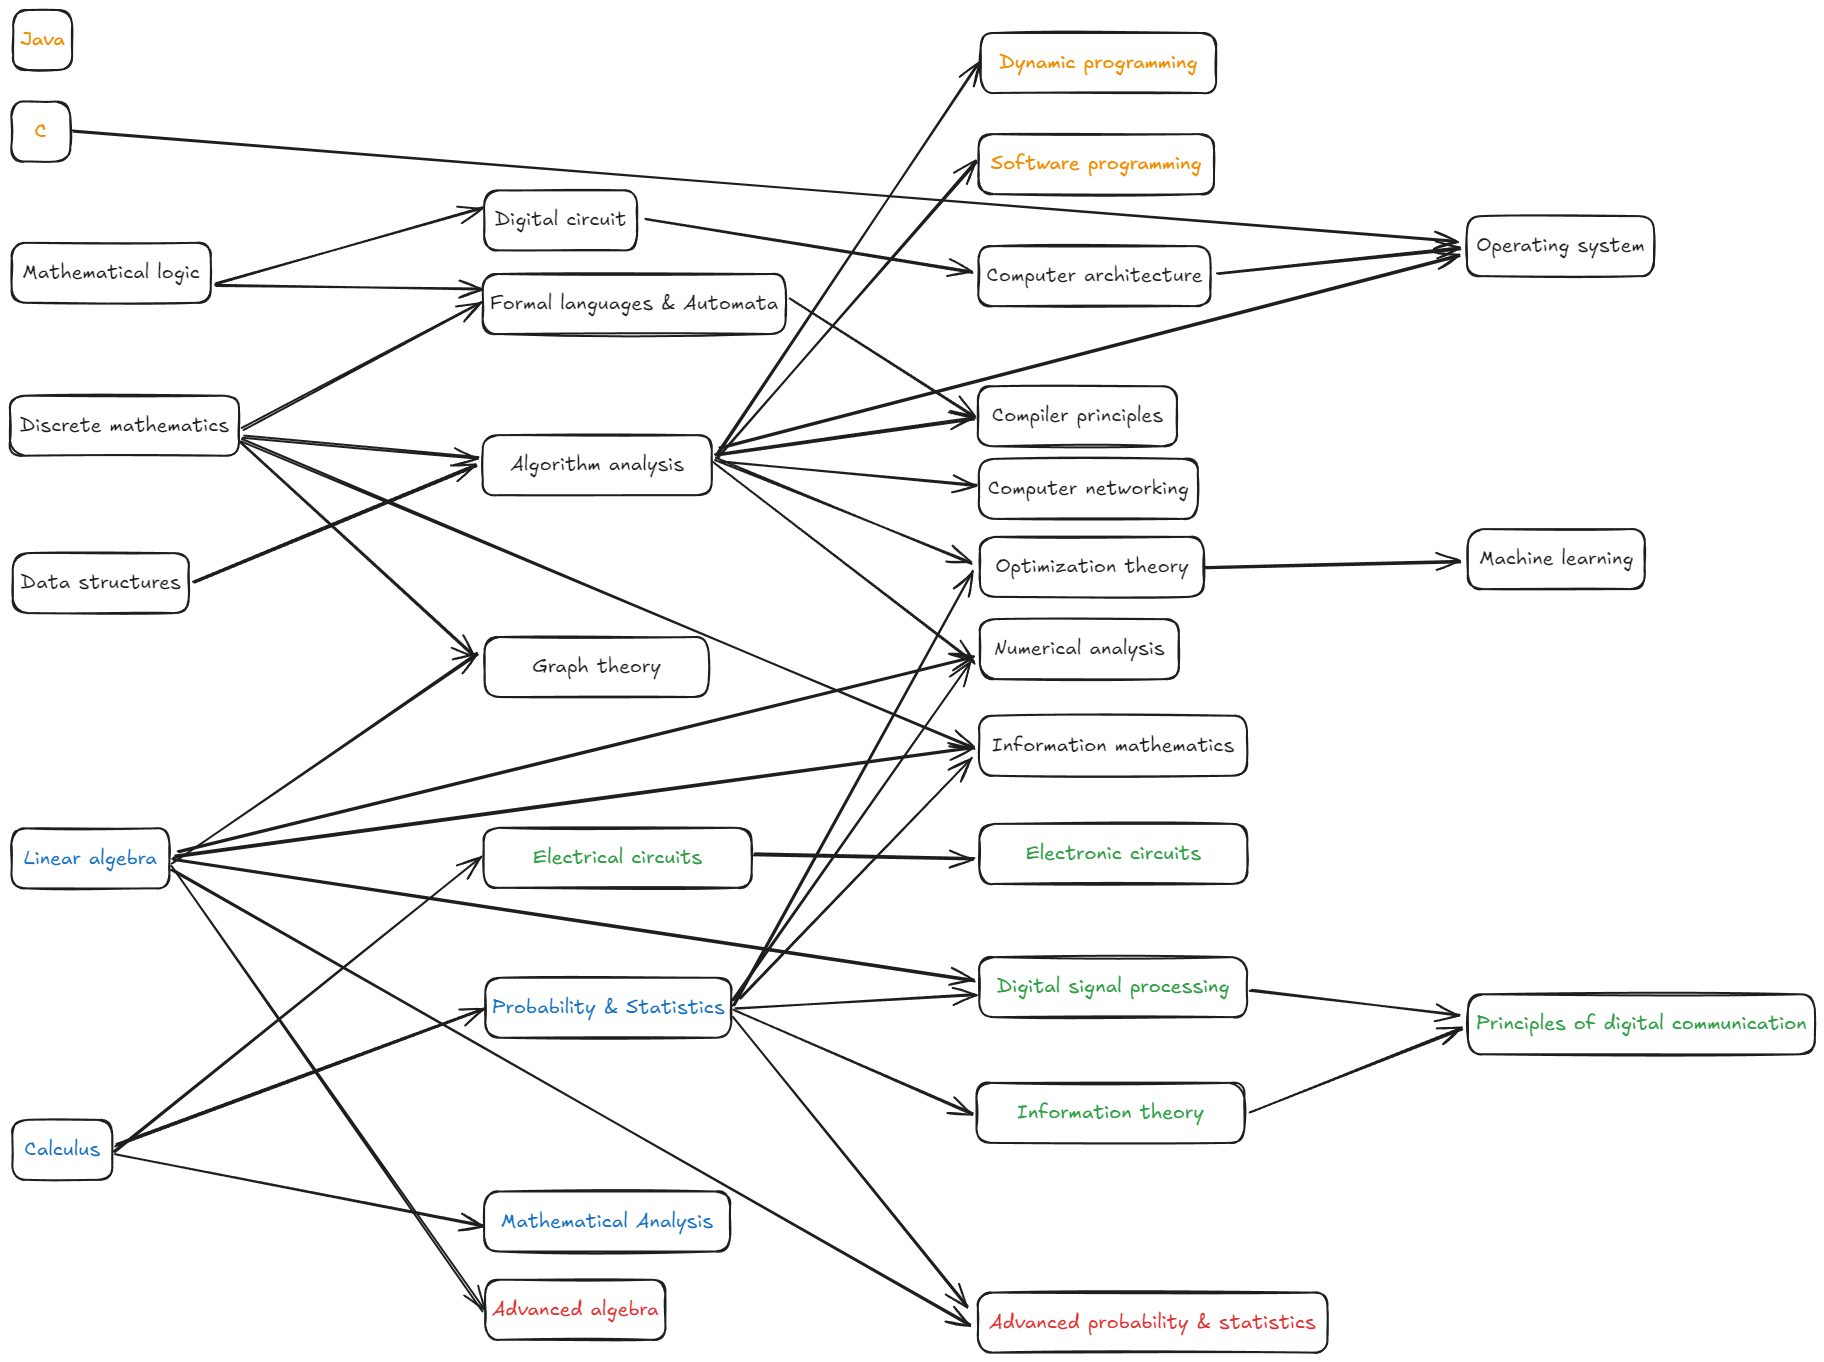 Java
C
Mathematical logic
Discrete mathematics
Data structures
Linear algebra
Calculus
Digital circuit
Formal languages & Automata
Algorithm analysis
Graph theory
Electrical circuits
Probability & Statistics
Mathematical Analysis
Advanced algebra
Dynamic programming
Software programming
Computer architecture
Compiler principles
Computer networking
Optimization theory
Numerical analysis
Information mathematics
Electronic circuits
Digital signal processing
Information theory
Advanced probability & statistics
Operating system
Machine learning
Principles of digital communication